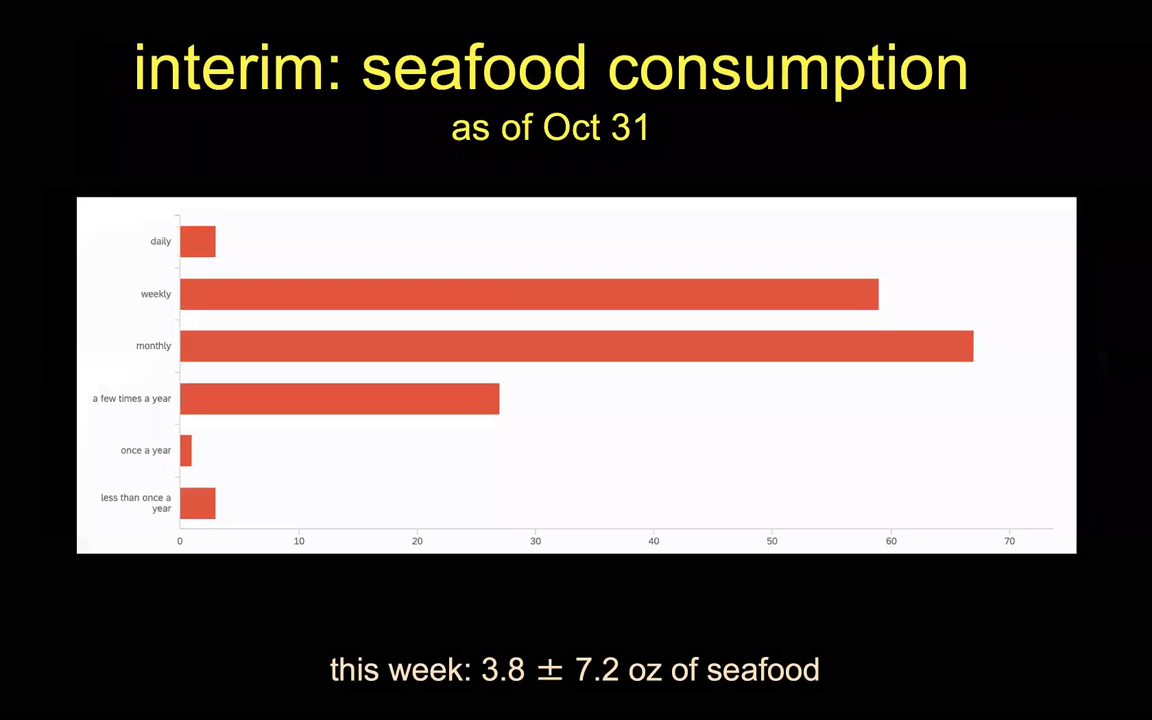 interim: seafood consumption
as of Oct 31
daily
weekly
monthly
a few times a year
once a year
less than once a
year
0 10 20 30 40 50 60 70
this week: 3.8 ± 7.2 oz of seafood